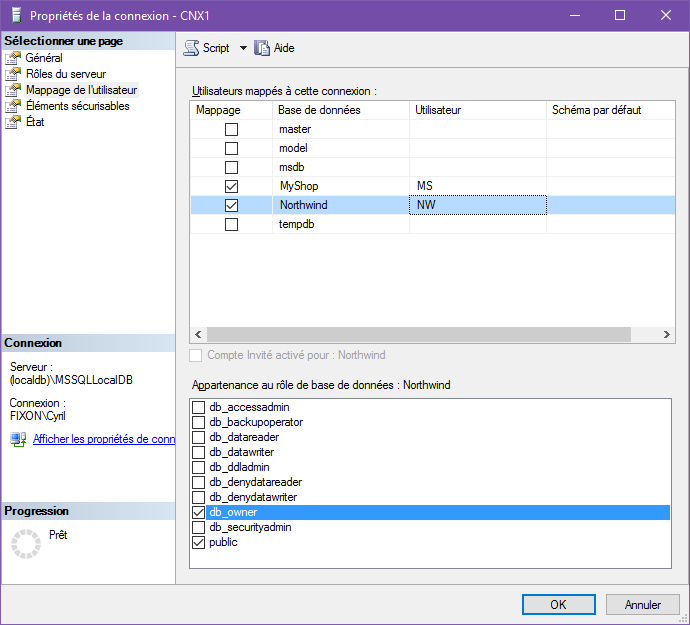 Propriétés de la connexion - CNX1
Sélectionner une page
Général
Rôles du serveur
Mappage de l'utilisateur
Éléments sécurisables
État
Script
Aide
Utilisateurs mappés à cette connexion :
Mappage Base de données Utilisateur Schéma par défaut
master
model
msdb
MyShop MS
Northwind NW
tempdb
Compte Invité activé pour : Northwind
Appartenance au rôle de base de données : Northwind
db_accessadmin
db_backupoperator
db_datareader
db_datawriter
db_ddladmin
db_denydatareader
db_denydatawriter
db_owner
db_securityadmin
public
Connexion
Serveur :
(localdb)\MSSQLLocalDB
Connexion :
FIXON\Cyril
Afficher les propriétés de conn
Progression
Prêt
OK
Annuler